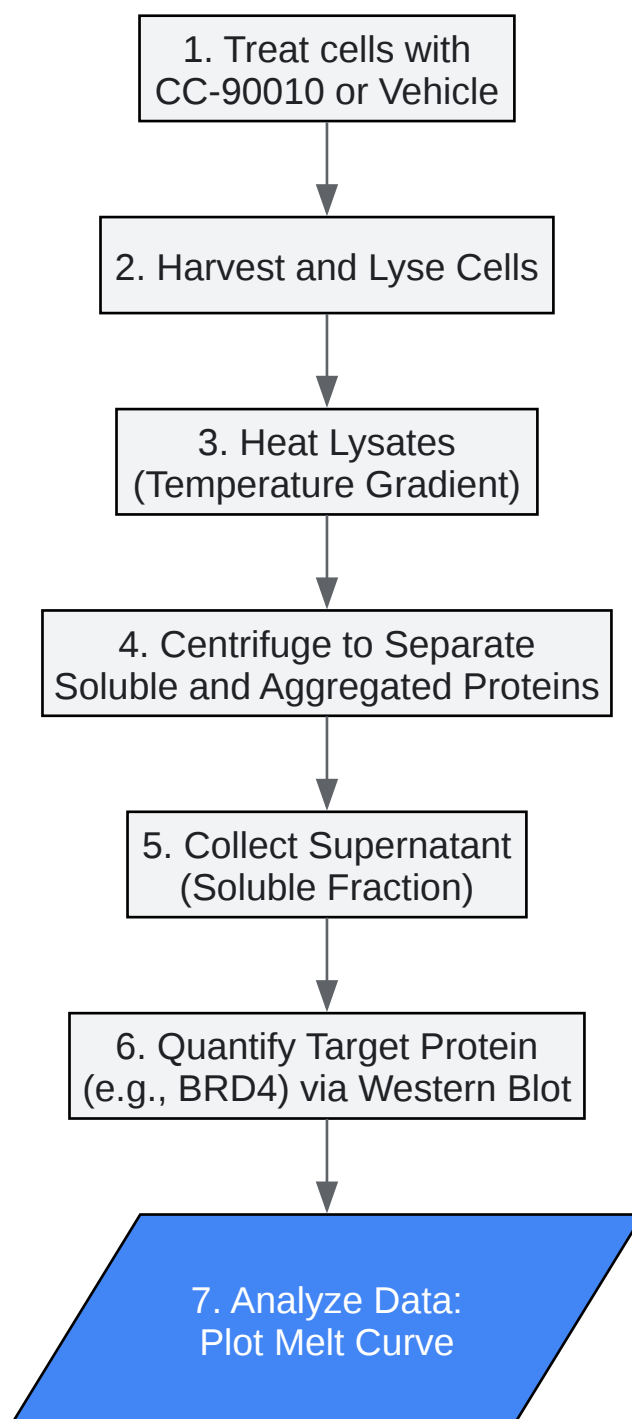 1. Treat cells with
CC-90010 or Vehicle
2. Harvest and Lyse Cells
3. Heat Lysates
(Temperature Gradient)
4. Centrifuge to Separate
Soluble and Aggregated Proteins
5. Collect Supernatant
(Soluble Fraction)
6. Quantify Target Protein
(e.g., BRD4) via Western Blot
7. Analyze Data:
Plot Melt Curve